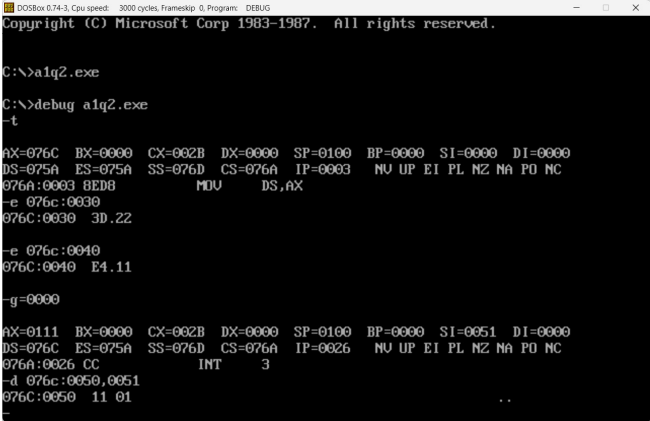 DOSBox 0.74-3, Cpu speed: 3000 cycles, Frameskip 0, Program: DEBUG
Copyright (C) Microsoft Corp 1983-1987. All rights reserved.
C:\>a1q2.exe
C:\>debug a1q2.exe
-t
AX=076C BX=0000 CX=002B DX=0000 SP=0100 BP=0000 SI=0000 DI=0000
DS=075A ES=075A SS=076D CS=076A IP=0003 NV UP EI PL NZ NA PO NC
076A:0003 8ED8 MOV DS,AX
-e 076c:0030
076C:0030 3D.22
-e 076c:0040
076C:0040 E4.11
-g=0000
AX=0111 BX=0000 CX=002B DX=0000 SP=0100 BP=0000 SI=0051 DI=0000
DS=076C ES=075A SS=076D CS=076A IP=0026 NV UP EI PL NZ NA PO NC
076A:0026 CC INT 3
-d 076c:0050,0051
076C:0050 11 01 ..
-